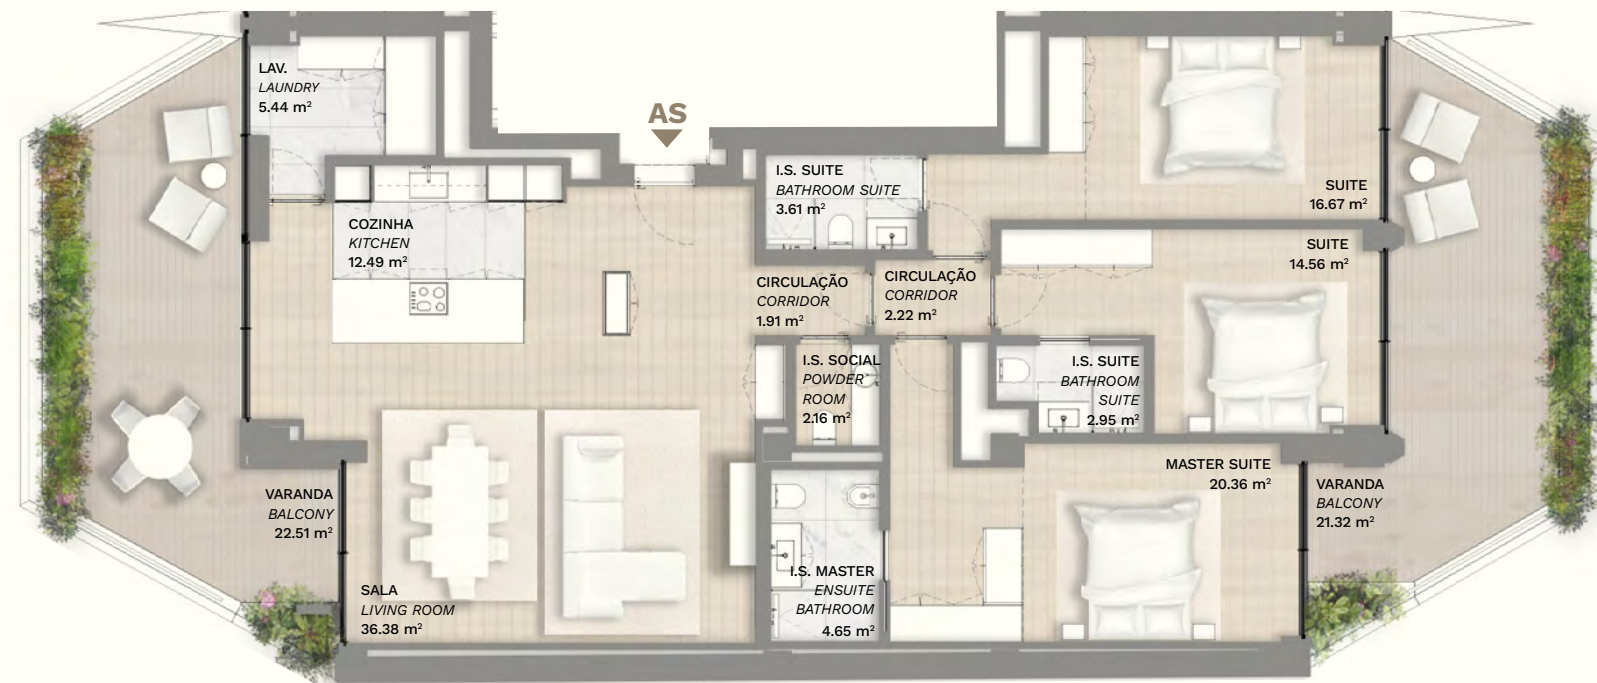 AS
LAV.
LAUNDRY
5.44 m²
COZINHA
KITCHEN
12.49 m²
I.S. SUITE
BATHROOM SUITE
3.61 m²
SUITE
16.67 m²
SUITE
14.56 m²
CIRCULAÇÃO
CORRIDOR
1.91 m²
CIRCULAÇÃO
CORRIDOR
2.22 m²
I.S. SOCIAL
POWDER
ROOM
2.16 m²
I.S. SUITE
BATHROOM
SUITE
2.95 m²
VARANDA
BALCONY
22.51 m²
SALA
LIVING ROOM
36.38 m²
I.S. MASTER
ENSUITE
BATHROOM
4.65 m²
MASTER SUITE
20.36 m²
VARANDA
BALCONY
21.32 m²